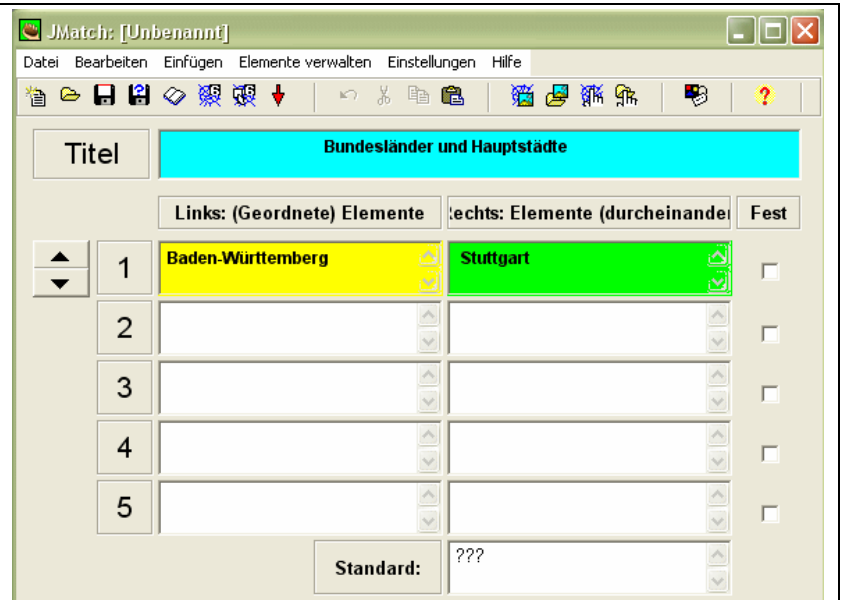 JMatch: [Unbenannt]
Datei Bearbeiten Einfügen Elemente verwalten Einstellungen Hilfe
Titel Bundesländer und Hauptstädte
Links: (Geordnete) Elemente Rechts: Elemente (durcheinander Fest
1 Baden-Württemberg Stuttgart
2
3
4
5
Standard: ???